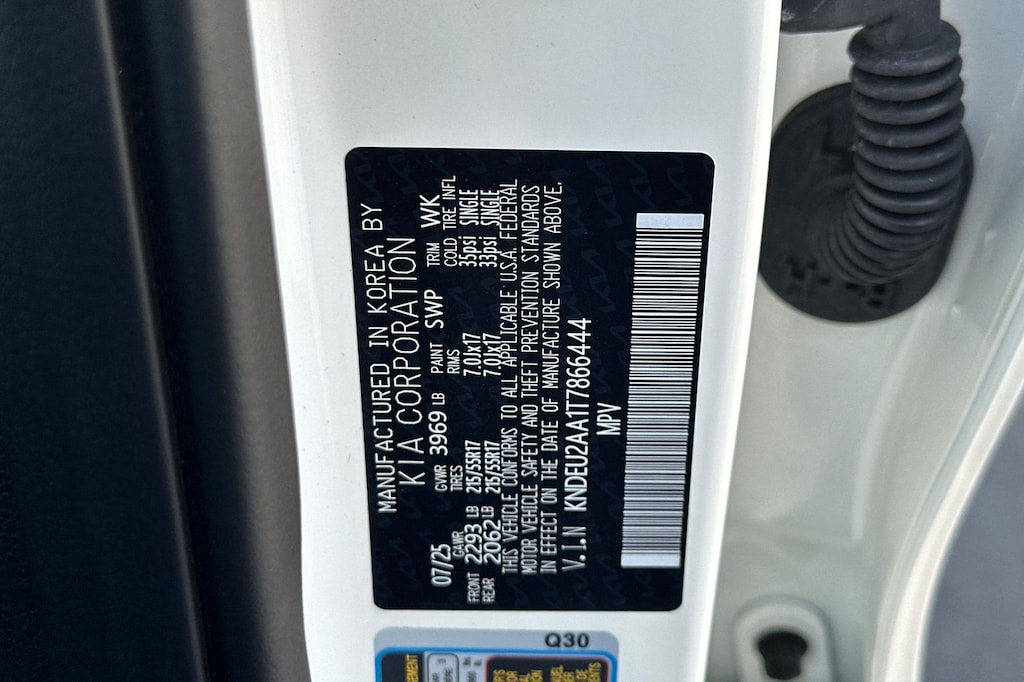 MANUFACTURED IN KOREA BY
KIA CORPORATION
07/25 GVWR 3969 LB PAINT SWP TRIM WK
GAWR TIRES RIMS COLD TIRE INFL
FRONT 2293 LB 215/55R17 7.0Jx17 35psi SINGLE
REAR 2062 LB 215/55R17 7.0Jx17 33psi SINGLE
THIS VEHICLE CONFORMS TO ALL APPLICABLE U.S.A. FEDERAL
MOTOR VEHICLE SAFETY AND THEFT PREVENTION STANDARDS
IN EFFECT ON THE DATE OF MANUFACTURE SHOWN ABOVE.
V.I.N KNDEU2AA1T7866444
MPV
Q30